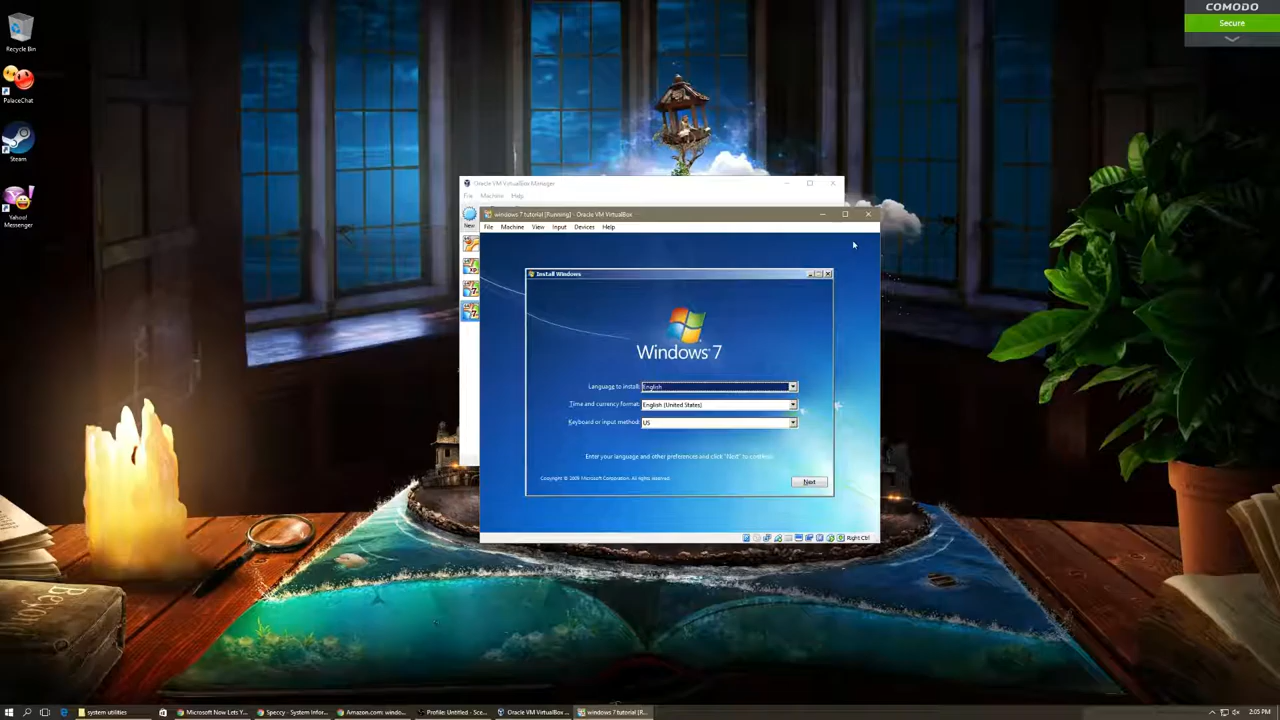 COMODO
Secure
Recycle Bin
PalaceChat
Steam
Yahoo!
Messenger
Oracle VM VirtualBox Manager
File Machine Help
New
windows 7 tutorial [Running] - Oracle VM VirtualBox
File Machine View Input Devices Help
Install Windows
Windows 7
Language to install: English
Time and currency format: English (United States)
Keyboard or input method: US
Enter your language and other preferences and click "Next" to continue.
Copyright © 2009 Microsoft Corporation. All rights reserved.
Next
Right Ctrl
Beyond
system utilities
Microsoft Now Lets Y...
Speccy - System Infor...
Amazon.com: windo...
Profile: Untitled - Sce...
Oracle VM VirtualBox ...
windows 7 tutorial [R...
2:05 PM